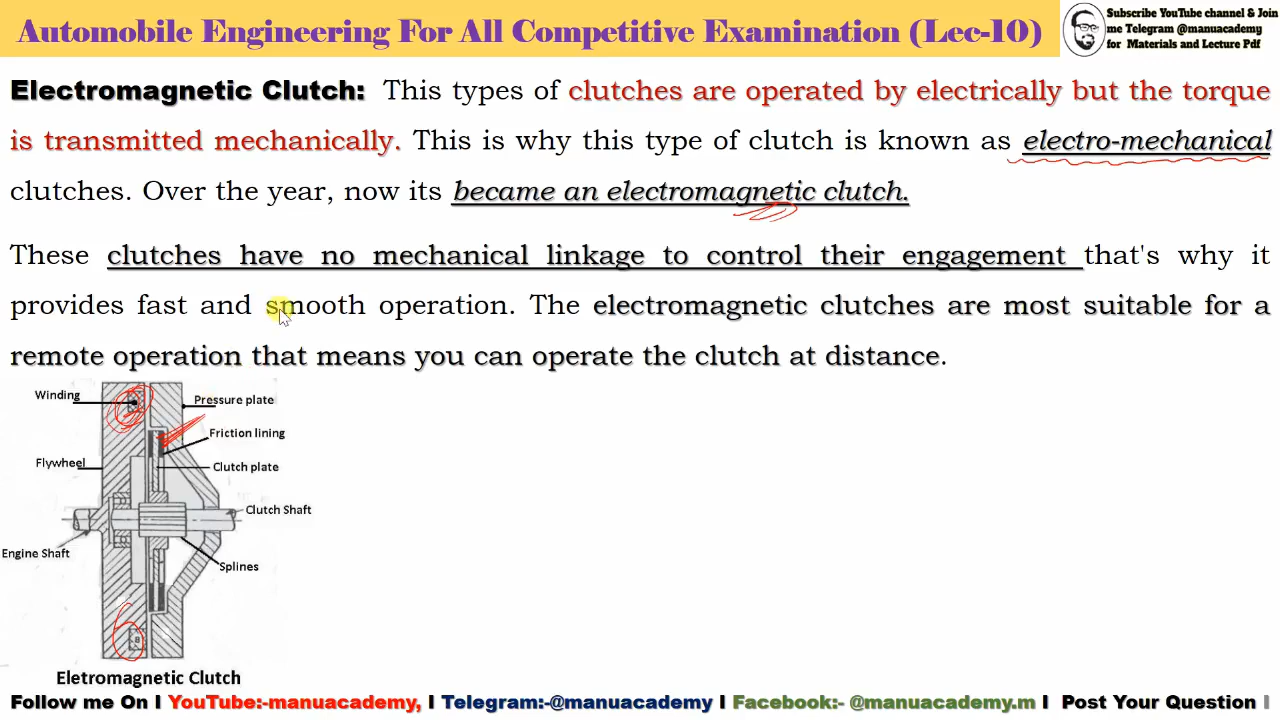 Automobile Engineering For All Competitive Examination (Lec-10)
Subscribe YouTube channel & Join
me Telegram @manuacademy
for Materials and Lecture Pdf
Electromagnetic Clutch: This types of clutches are operated by electrically but the torque
is transmitted mechanically. This is why this type of clutch is known as electro-mechanical
clutches. Over the year, now its became an electromagnetic clutch.
These clutches have no mechanical linkage to control their engagement that's why it
provides fast and smooth operation. The electromagnetic clutches are most suitable for a
remote operation that means you can operate the clutch at distance.
Winding
Pressure plate
Friction lining
Flywheel
Clutch plate
Clutch Shaft
Engine Shaft
Splines
Eletromagnetic Clutch
Follow me On I YouTube:-manuacademy, I Telegram:-@manuacademy I Facebook:- @manuacademy.m I Post Your Question I